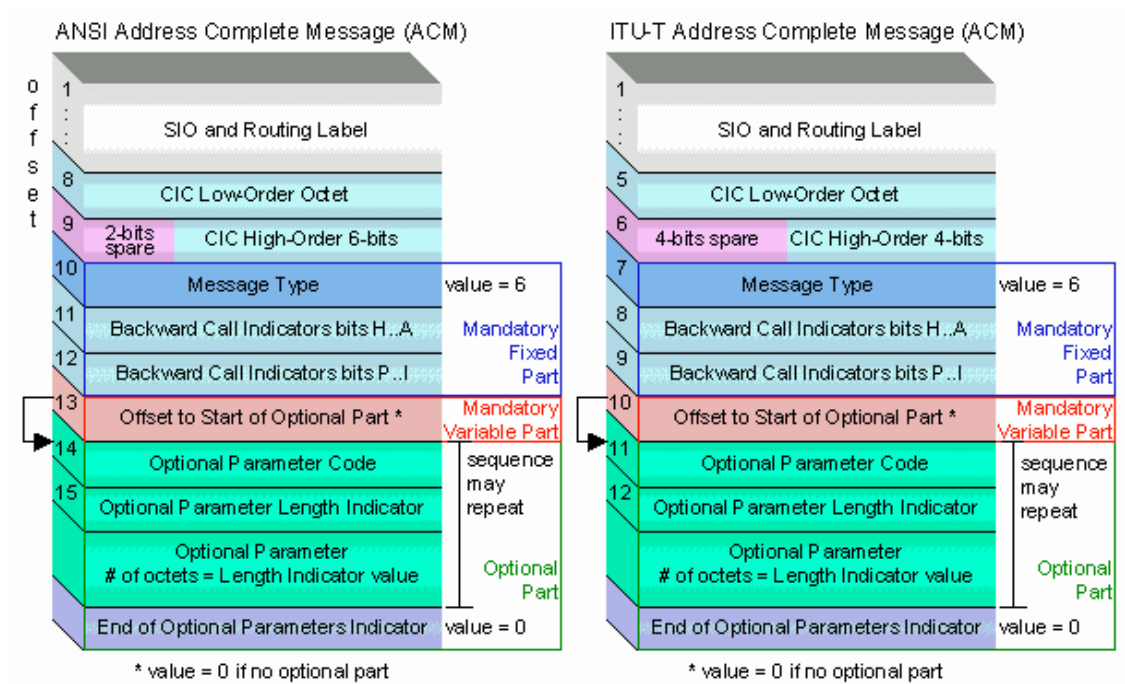 ANSI Address Complete Message (ACM)
offset
1
:
:
SIO and Routing Label
8
CIC Low-Order Octet
9
2-bits
spare
CIC High-Order 6-bits
10
Message Type
value = 6
11
Backward Call Indicators bits H..A
Mandatory
Fixed
Part
12
Backward Call Indicators bits P..I
13
Offset to Start of Optional Part *
Mandatory
Variable Part
14
Optional Parameter Code
sequence
may
repeat
15
Optional Parameter Length Indicator
Optional Parameter
# of octets = Length Indicator value
Optional
Part
End of Optional Parameters Indicator
value = 0
* value = 0 if no optional part
ITU-T Address Complete Message (ACM)
1
:
:
SIO and Routing Label
5
CIC Low-Order Octet
6
4-bits spare
CIC High-Order 4-bits
7
Message Type
value = 6
8
Backward Call Indicators bits H..A
Mandatory
Fixed
Part
9
Backward Call Indicators bits P..I
10
Offset to Start of Optional Part *
Mandatory
Variable Part
11
Optional Parameter Code
sequence
may
repeat
12
Optional Parameter Length Indicator
Optional Parameter
# of octets = Length Indicator value
Optional
Part
End of Optional Parameters Indicator
value = 0
* value = 0 if no optional part